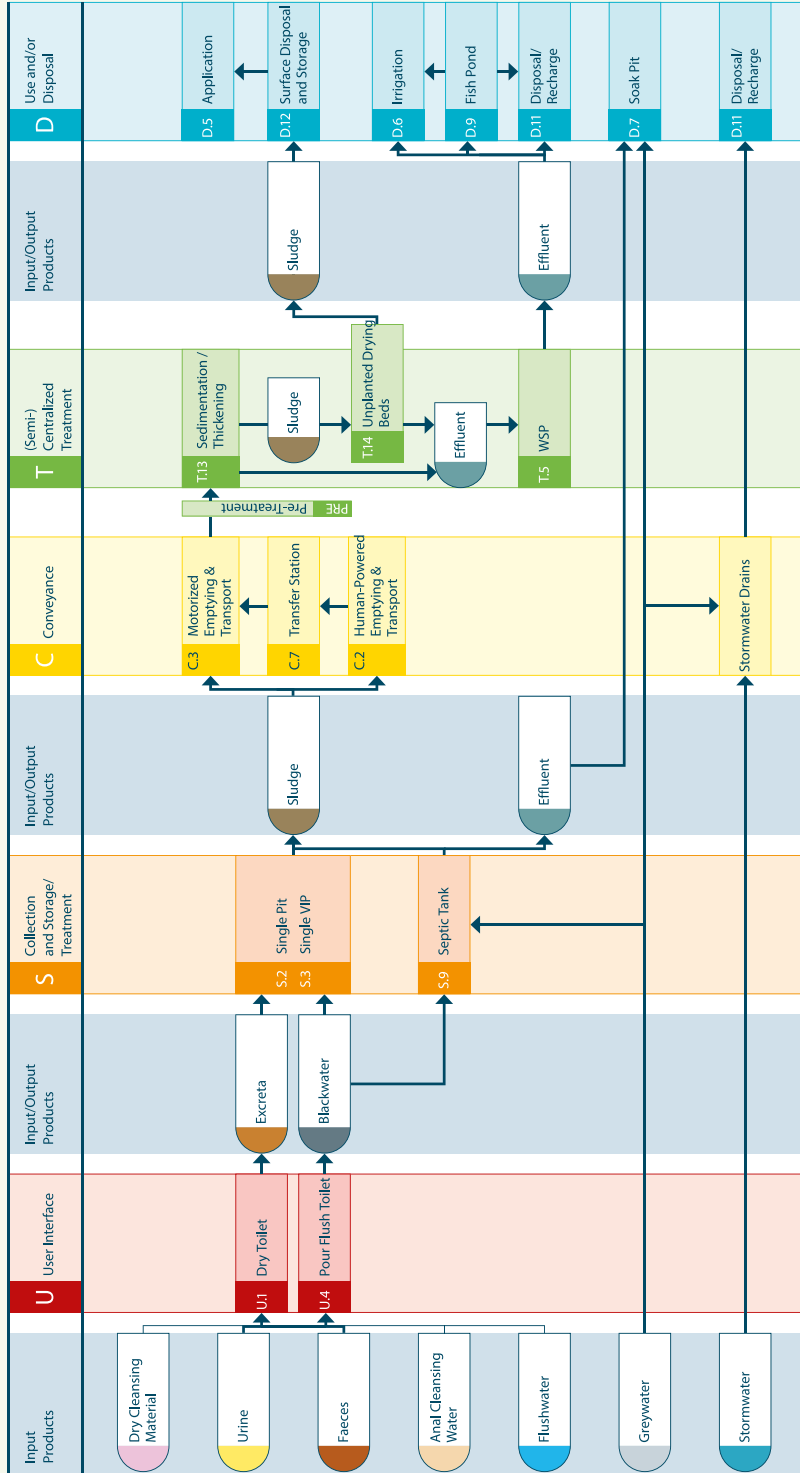 Input
Products
U
User Interface
Input/Output
Products
S
Collection
and Storage/
Treatment
Input/Output
Products
C
Conveyance
T
(Semi-)
Centralized
Treatment
Input/Output
Products
D
Use and/or
Disposal
Dry Cleansing
Material
Urine
Faeces
Anal Cleansing
Water
Flushwater
Greywater
Stormwater
U.1
Dry Toilet
U.4
Pour Flush Toilet
Excreta
Blackwater
S.2
Single Pit
S.3
Single VIP
S.9
Septic Tank
Sludge
Effluent
C.3
Motorized
Emptying &
Transport
C.7
Transfer Station
C.2
Human-Powered
Emptying &
Transport
Stormwater Drains
PRE
Pre-Treatment
T.13
Sedimentation /
Thickening
Sludge
T.14
Unplanted Drying
Beds
Effluent
T.5
WSP
Sludge
Effluent
D.5
Application
D.12
Surface Disposal
and Storage
D.6
Irrigation
D.9
Fish Pond
D.11
Disposal/
Recharge
D.7
Soak Pit
D.11
Disposal/
Recharge